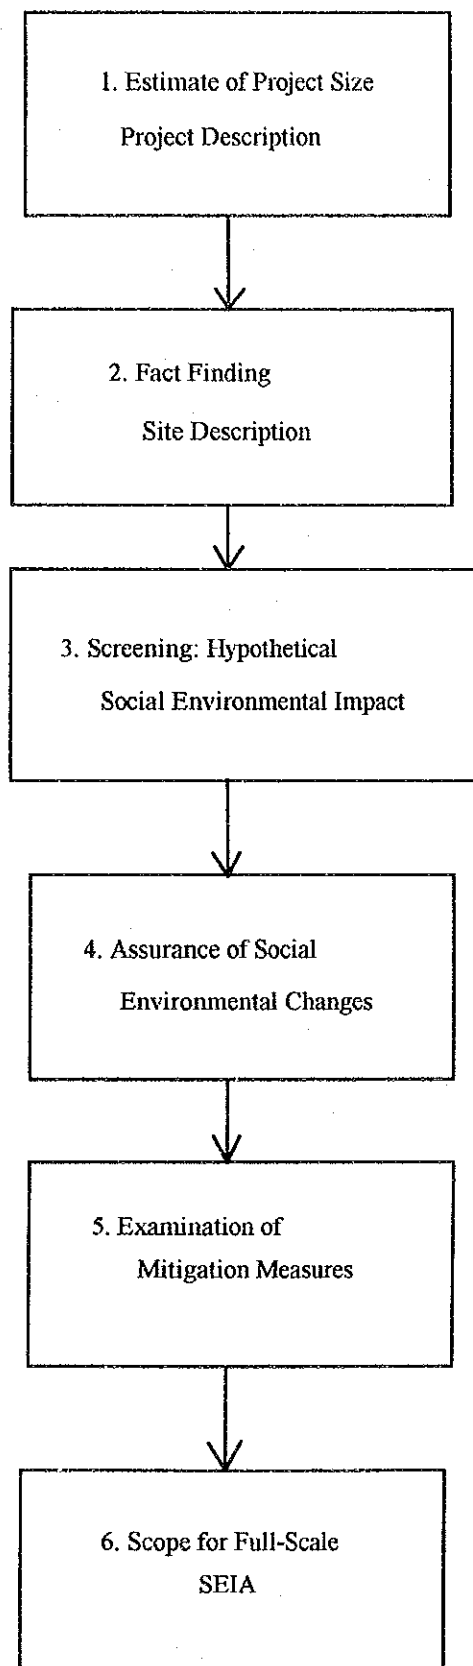 1. Estimate of Project Size
Project Description
2. Fact Finding
Site Description
3. Screening: Hypothetical
Social Environmental Impact
4. Assurance of Social
Environmental Changes
5. Examination of
Mitigation Measures
6. Scope for Full-Scale
SEIA